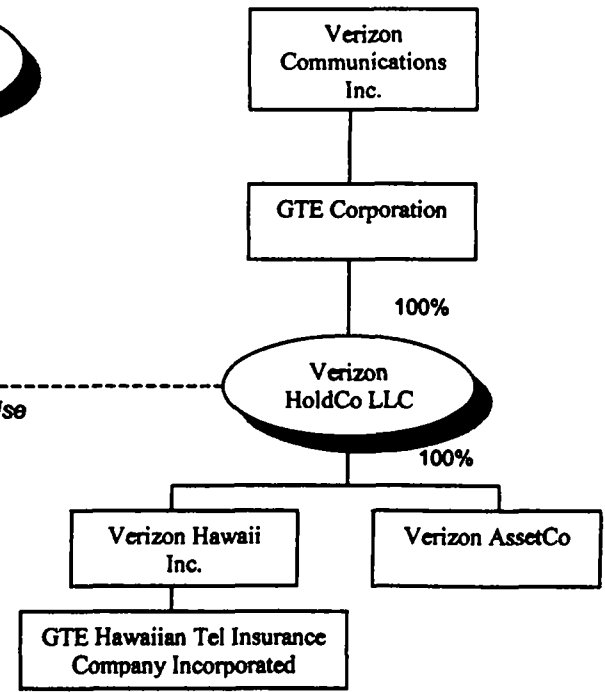 Verizon
Communications
Inc.
GTE Corporation
100%
Verizon
HoldCo LLC
100%
Verizon Hawaii
Inc.
Verizon AssetCo
GTE Hawaiian Tel Insurance
Company Incorporated